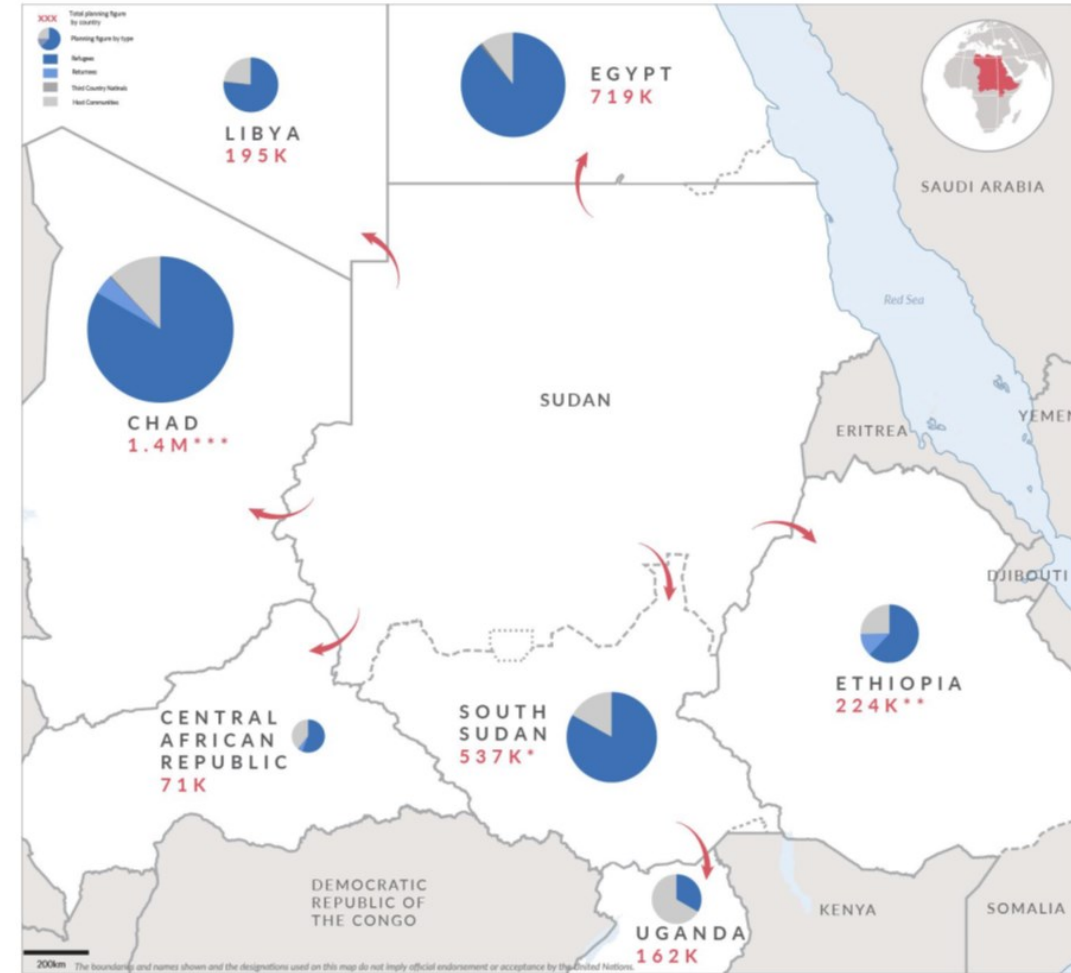 XXX Total planning figure
by country
Planning figure by type
Refugees
Returnees
Third Country Nationals
Host Communities
LIBYA
195K
EGYPT
719K
SAUDI ARABIA
Red Sea
CHAD
1.4M***
SUDAN
ERITREA
YEMEN
DJIBOUTI
ETHIOPIA
224K**
CENTRAL
AFRICAN
REPUBLIC
71K
SOUTH
SUDAN
537K*
DEMOCRATIC
REPUBLIC OF
THE CONGO
UGANDA
162K
KENYA
SOMALIA
200km
The boundaries and names shown and the designations used on this map do not imply official endorsement or acceptance by the United Nations.